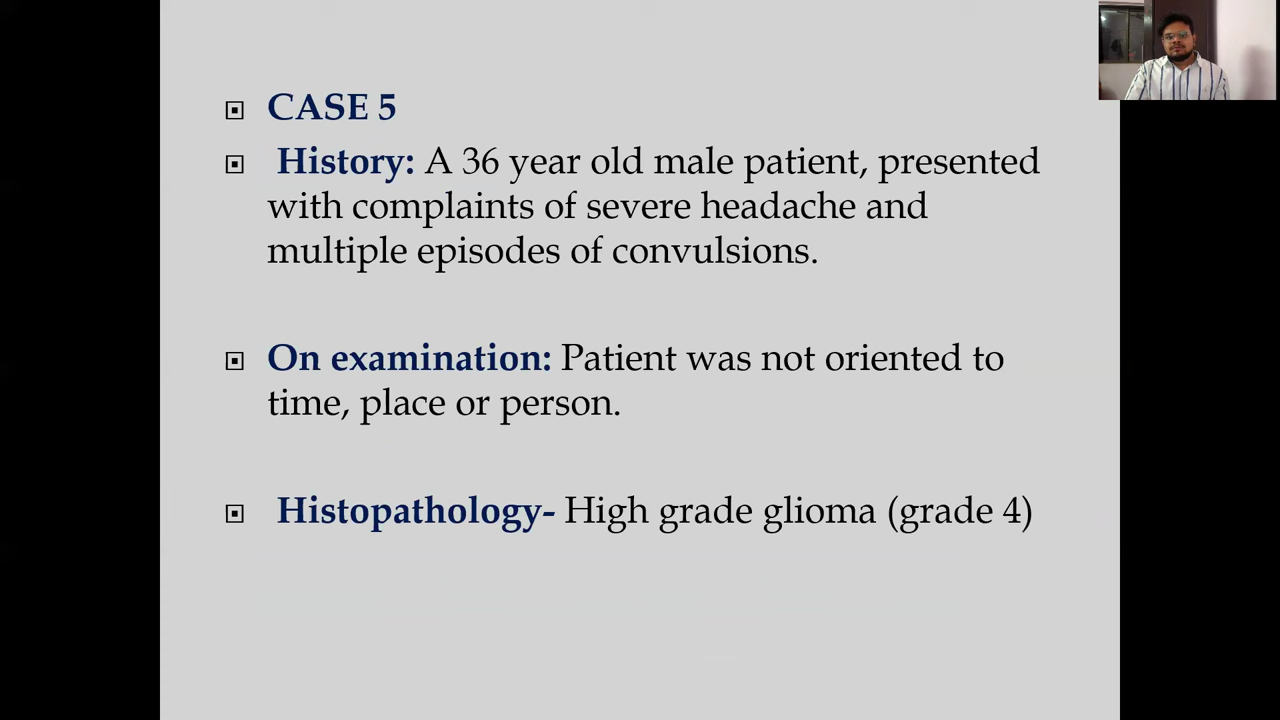 CASE 5
History: A 36 year old male patient, presented
with complaints of severe headache and
multiple episodes of convulsions.
On examination: Patient was not oriented to
time, place or person.
Histopathology- High grade glioma (grade 4)